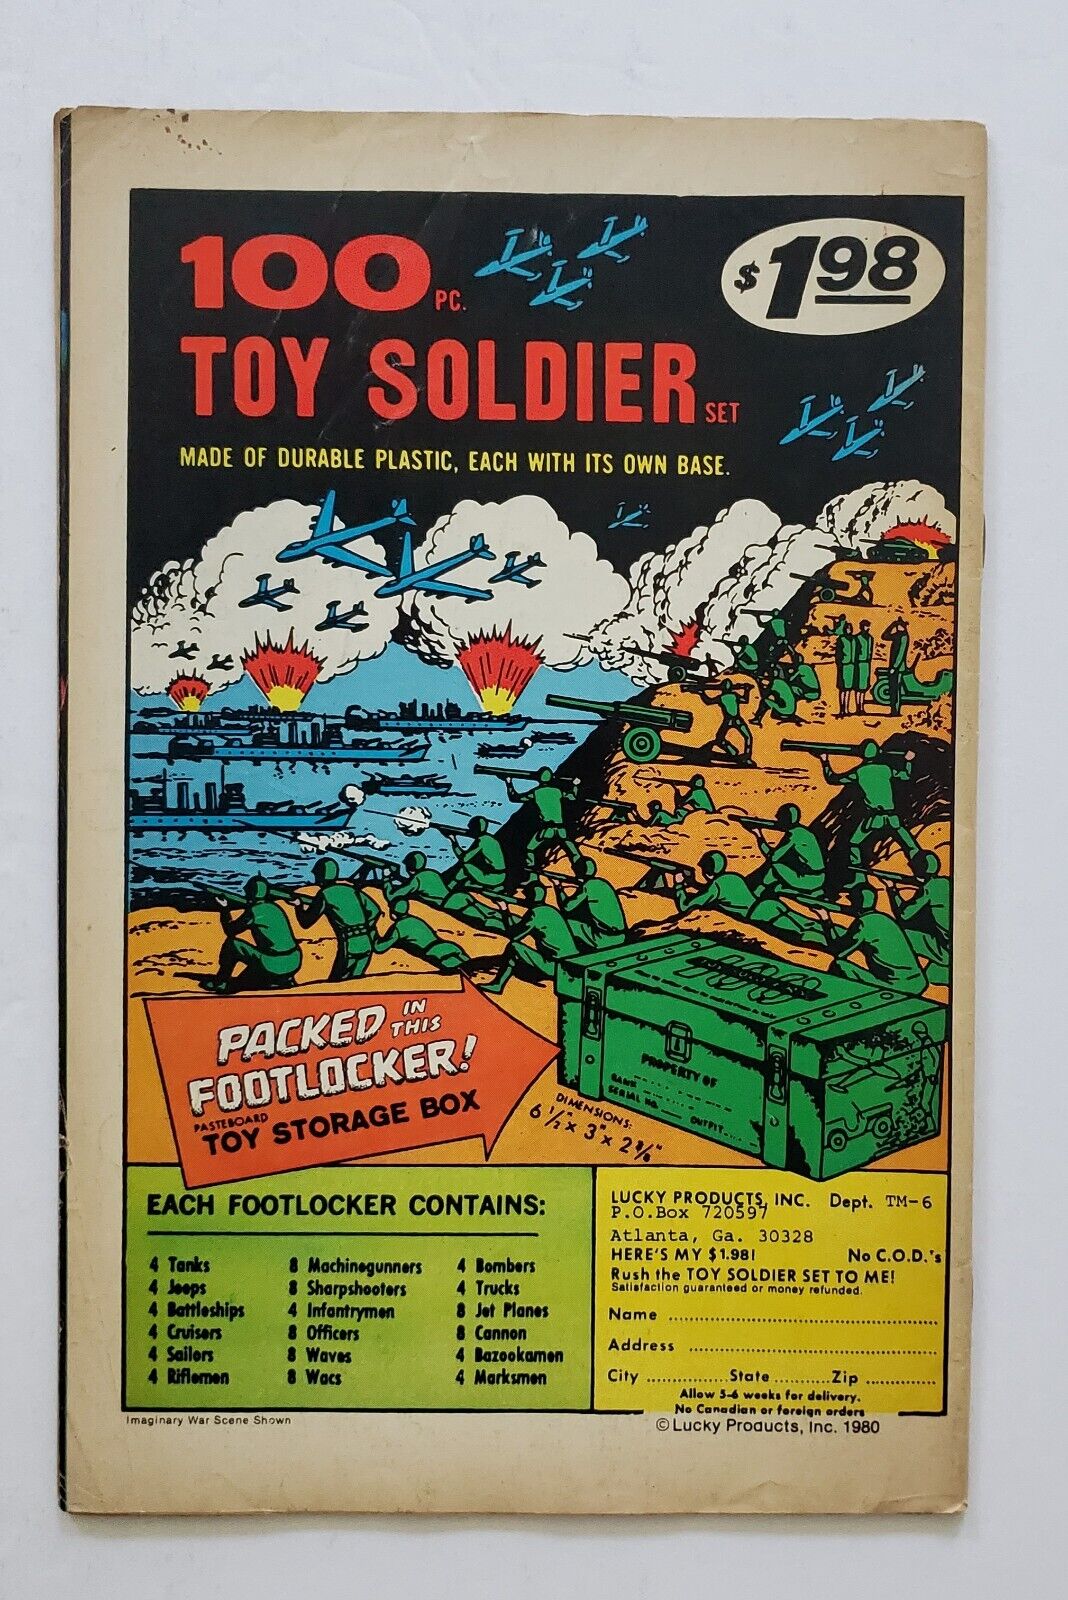 100 PC.
$1.98
TOY SOLDIER SET
MADE OF DURABLE PLASTIC, EACH WITH ITS OWN BASE.
PACKED IN THIS
FOOTLOCKER!
PASTEBOARD
TOY STORAGE BOX
DIMENSIONS:
6 1/2" x 3" x 2 3/8"
100
PROPERTY OF
NAME
SERIAL NO.
OUTFIT
EACH FOOTLOCKER CONTAINS:
4 Tanks
4 Jeeps
4 Battleships
4 Cruisers
4 Sailors
4 Riflemen
8 Machinegunners
8 Sharpshooters
4 Infantrymen
8 Officers
8 Waves
8 Wacs
4 Bombers
4 Trucks
8 Jet Planes
8 Cannon
4 Bazookamen
4 Marksmen
LUCKY PRODUCTS, INC. Dept. TM-6
P.O.Box 720597
Atlanta, Ga. 30328
HERE'S MY $1.98! No C.O.D.'s
Rush the TOY SOLDIER SET TO ME!
Satisfaction guaranteed or money refunded.
Name
Address
City State Zip
Allow 5-6 weeks for delivery.
No Canadian or foreign orders
Imaginary War Scene Shown
© Lucky Products, Inc. 1980